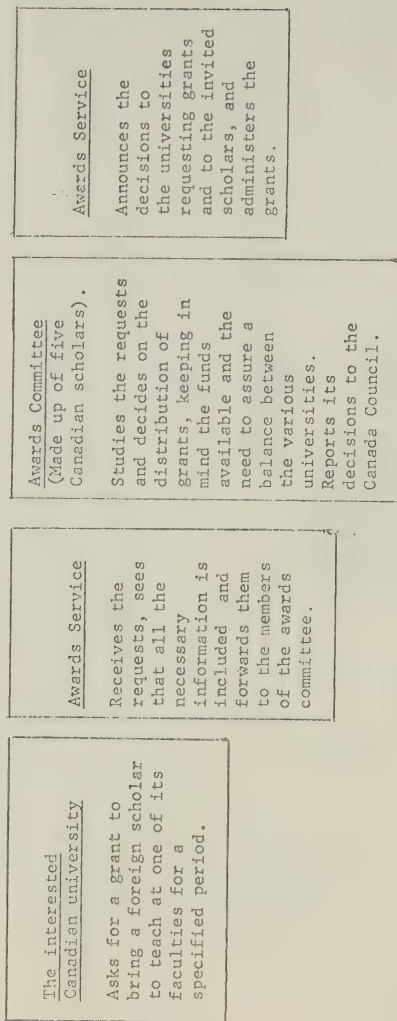 The interested
Canadian university
Asks for a grant to
bring a foreign scholar
to teach at one of its
faculties for a
specified period.
Awards Service
Receives the
requests, sees
that all the
necessary
information is
included and
forwards them
to the members
of the awards
committee.
Awards Committee
(Made up of five
Canadian scholars).
Studies the requests
and decides on the
distribution of
grants, keeping in
mind the funds
available and the
need to assure a
balance between
the various
universities.
Reports its
decisions to the
Canada Council.
Awards Service
Announces the
decisions to
the universities
requesting grants
and to the invited
scholars, and
administers the
grants.